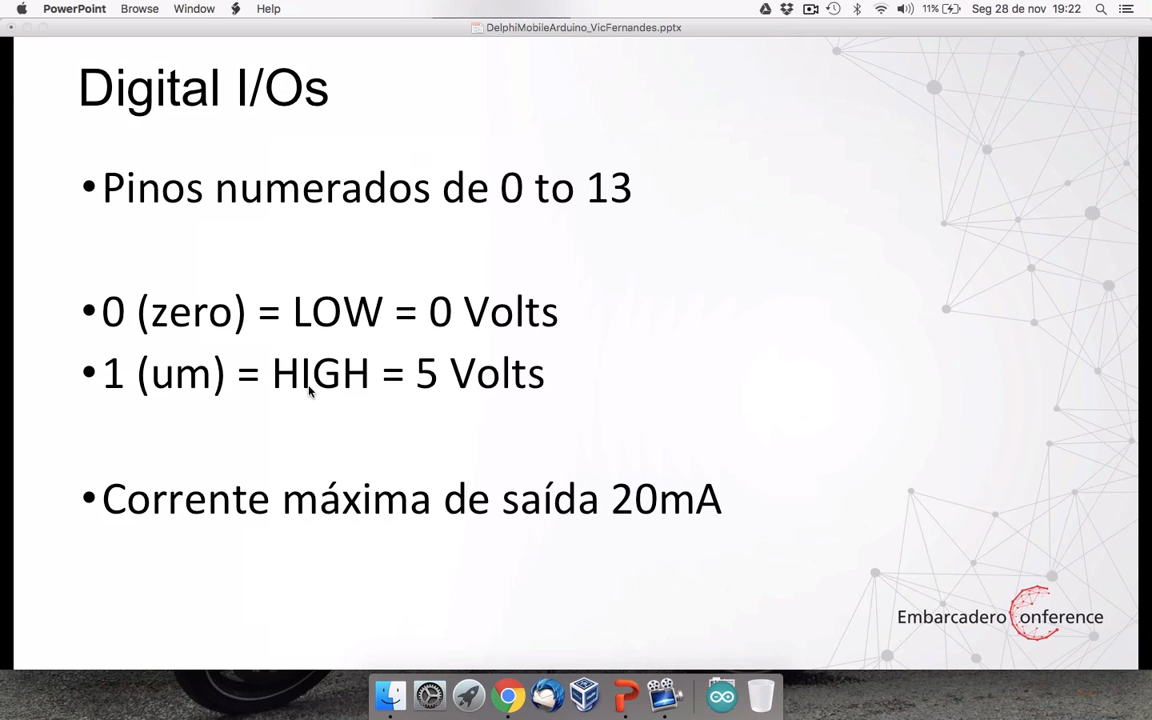 PowerPoint Browse Window Help 11% Seg 28 de nov 19:22
DelphiMobileArduino_VicFernandes.pptx
Digital I/Os
•Pinos numerados de 0 to 13
•0 (zero) = LOW = 0 Volts
•1 (um) = HIGH = 5 Volts
•Corrente máxima de saída 20mA
Embarcadero Conference